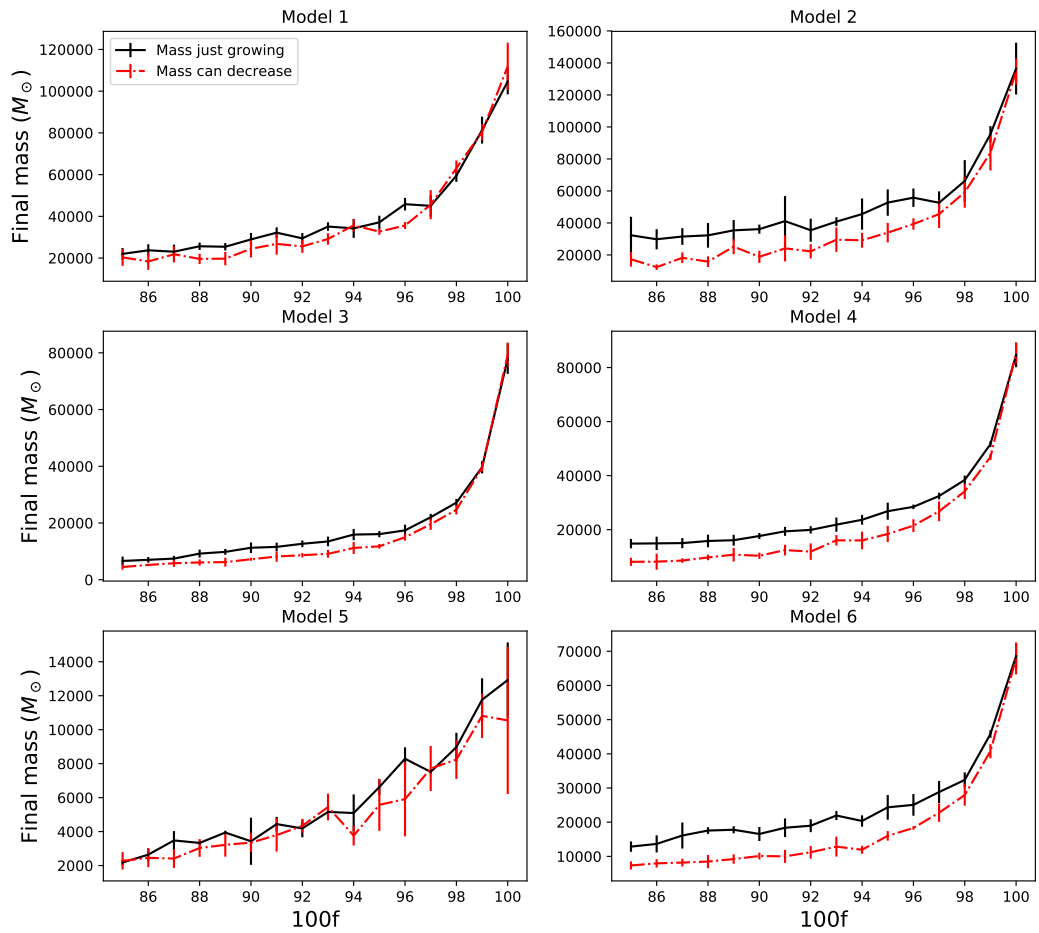 Model 1
Model 2
Final mass (M⊙)
120000
100000
80000
60000
40000
20000
Mass just growing
Mass can decrease
86 88 90 92 94 96 98 100
160000
140000
120000
100000
80000
60000
40000
20000
86 88 90 92 94 96 98 100
Model 3
Model 4
Final mass (M⊙)
80000
60000
40000
20000
0
86 88 90 92 94 96 98 100
80000
60000
40000
20000
86 88 90 92 94 96 98 100
Model 5
Model 6
Final mass (M⊙)
14000
12000
10000
8000
6000
4000
2000
86 88 90 92 94 96 98 100
100f
70000
60000
50000
40000
30000
20000
10000
86 88 90 92 94 96 98 100
100f